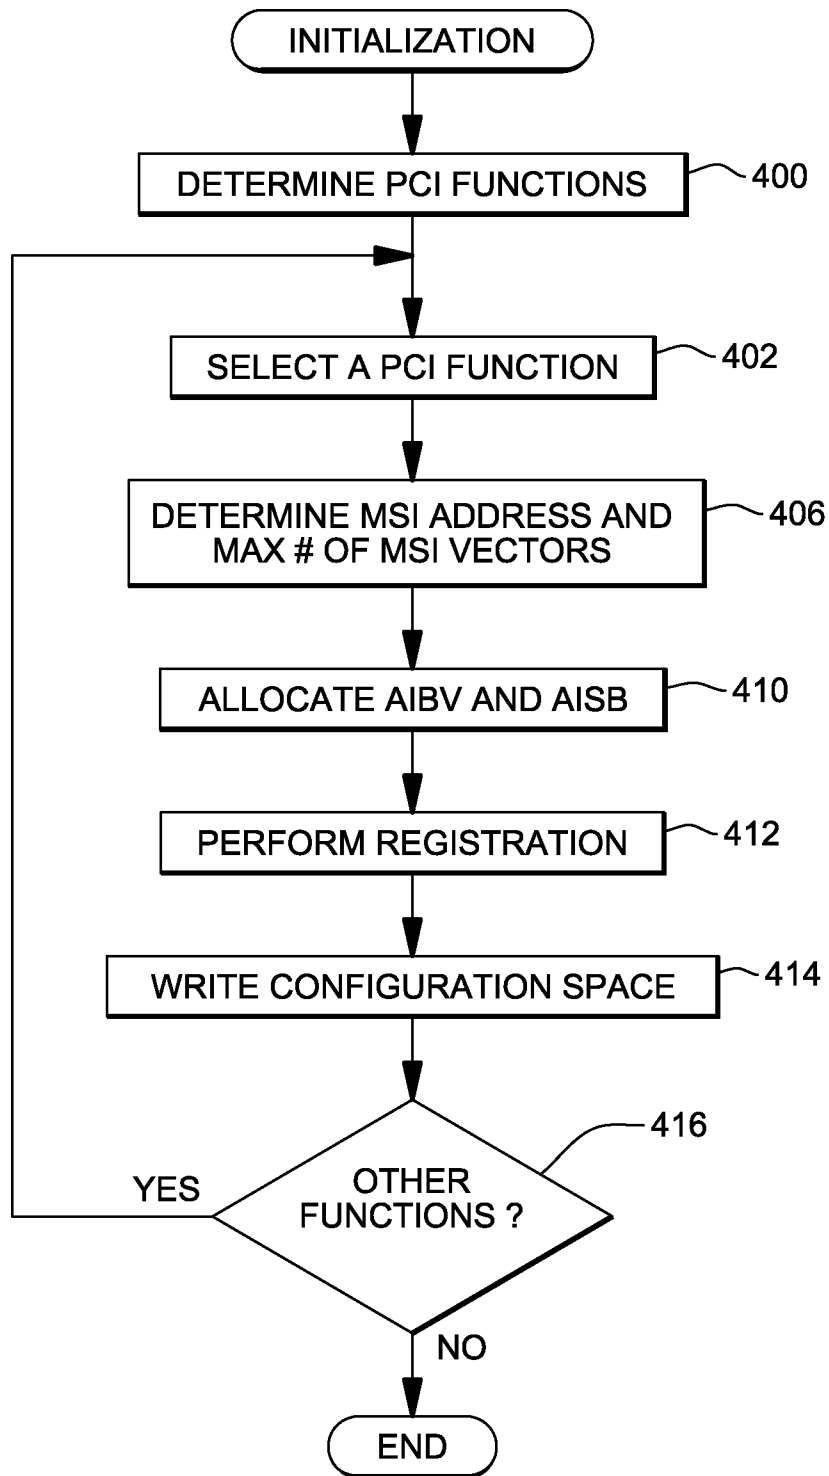 INITIALIZATION
DETERMINE PCI FUNCTIONS
400
SELECT A PCI FUNCTION
402
DETERMINE MSI ADDRESS AND
MAX # OF MSI VECTORS
406
ALLOCATE AIBV AND AISB
410
PERFORM REGISTRATION
412
WRITE CONFIGURATION SPACE
414
416
YES
OTHER
FUNCTIONS ?
NO
END